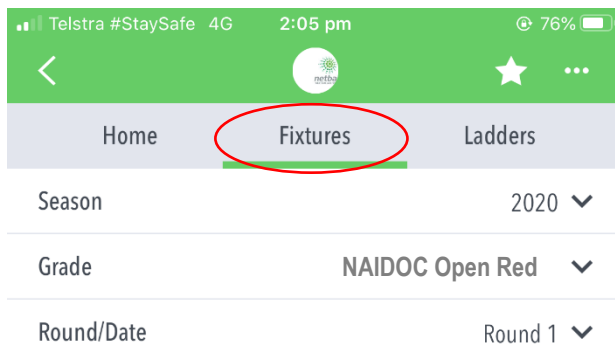 Telstra #StaySafe 4G 2:05 pm 76%
netba
Home Fixtures Ladders
Season 2020
Grade NAIDOC Open Red
Round/Date Round 1